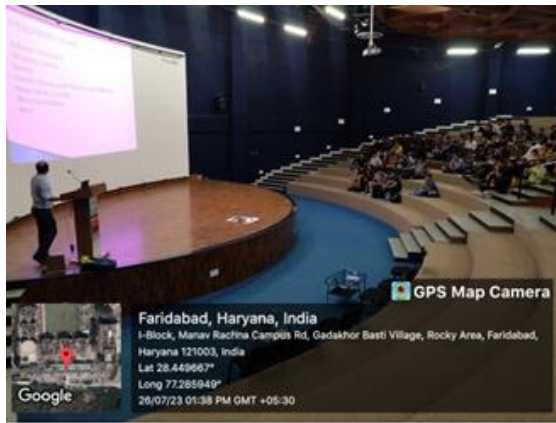 GPS Map Camera
Faridabad, Haryana, India
I-Block, Manav Rachna Campus Rd, Gadakhor Basti Village, Rocky Area, Faridabad,
Haryana 121003, India
Lat 28.449667°
Long 77.285949°
26/07/23 01:38 PM GMT +05:30
Google